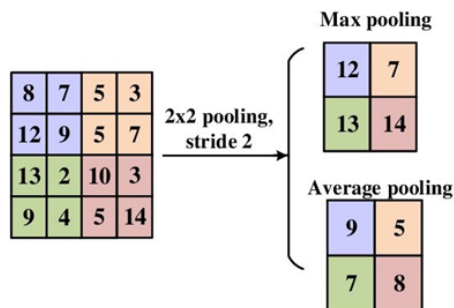 Max pooling
12 7
13 14
8 7 5 3
12 9 5 7
13 2 10 3
9 4 5 14
2x2 pooling,
stride 2
Average pooling
9 5
7 8